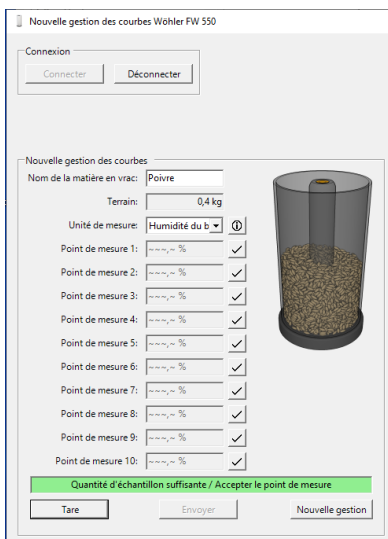 Nouvelle gestion des courbes Wöhler FW 550
Connexion
Connecter Déconnecter
Nouvelle gestion des courbes
Nom de la matière en vrac: Poivre
Terrain: 0,4 kg
Unité de mesure: Humidité du b
Point de mesure 1: ~~~,~ %
Point de mesure 2: ~~~,~ %
Point de mesure 3: ~~~,~ %
Point de mesure 4: ~~~,~ %
Point de mesure 5: ~~~,~ %
Point de mesure 6: ~~~,~ %
Point de mesure 7: ~~~,~ %
Point de mesure 8: ~~~,~ %
Point de mesure 9: ~~~,~ %
Point de mesure 10: ~~~,~ %
Quantité d'échantillon suffisante / Accepter le point de mesure
Tare Envoyer Nouvelle gestion